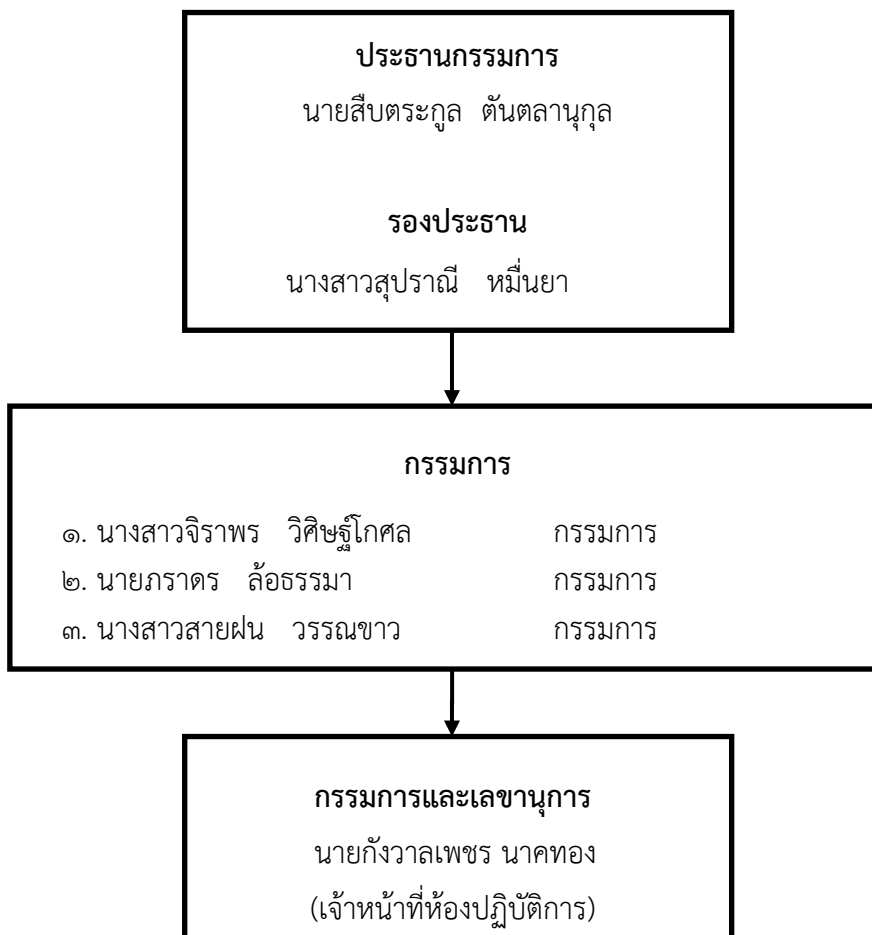 ประธานกรรมการ
นายสืบตระกูล ตันตลานุกุล
รองประธาน
นางสาวสุปราณี หมื่นยา
กรรมการ
๑. นางสาวจิราพร วิศิษฐ์โกศล กรรมการ
๒. นายภราดร ล้อธรรมา กรรมการ
๓. นางสาวสายฝน วรรณขาว กรรมการ
กรรมการและเลขานุการ
นายกังวาลเพชร นาคทอง
(เจ้าหน้าที่ห้องปฏิบัติการ)